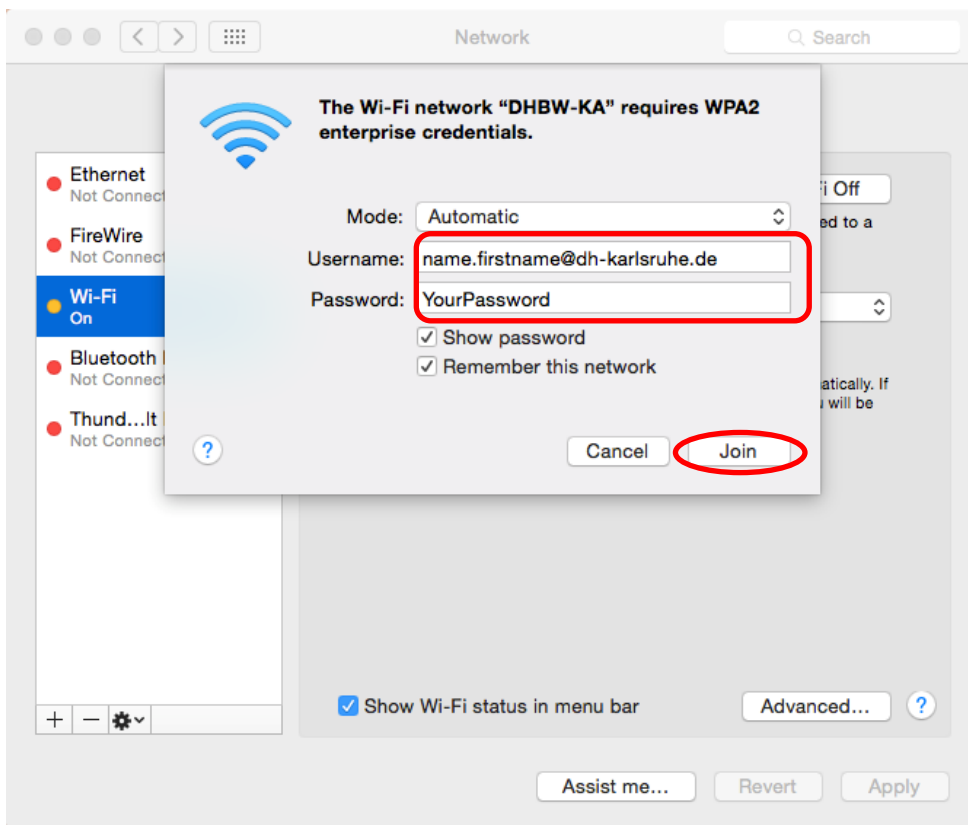 Network
Search
The Wi-Fi network “DHBW-KA” requires WPA2
enterprise credentials.
Mode: Automatic
Username: name.firstname@dh-karlsruhe.de
Password: YourPassword
Show password
Remember this network
? Cancel Join
Ethernet
Not Connect
FireWire
Not Connect
Wi-Fi
On
Bluetooth
Not Connect
Thund...lt
Not Connect
i Off
ed to a
atically. If
will be
Show Wi-Fi status in menu bar
Advanced... ?
Assist me... Revert Apply